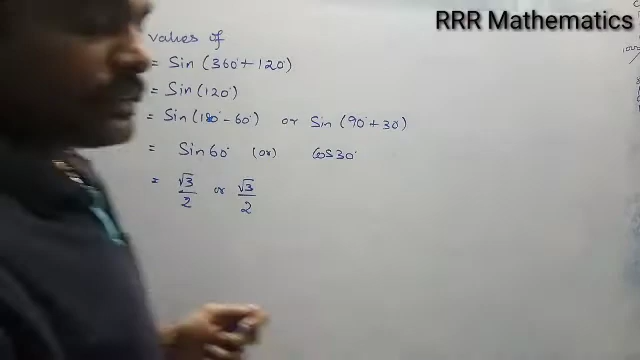 RRR Mathematics
values of
= Sin (360° + 120°)
= Sin (120°)
= Sin (180° - 60°) or Sin (90° + 30°)
= Sin 60° (or) Cos 30°
= √3/2 or √3/2